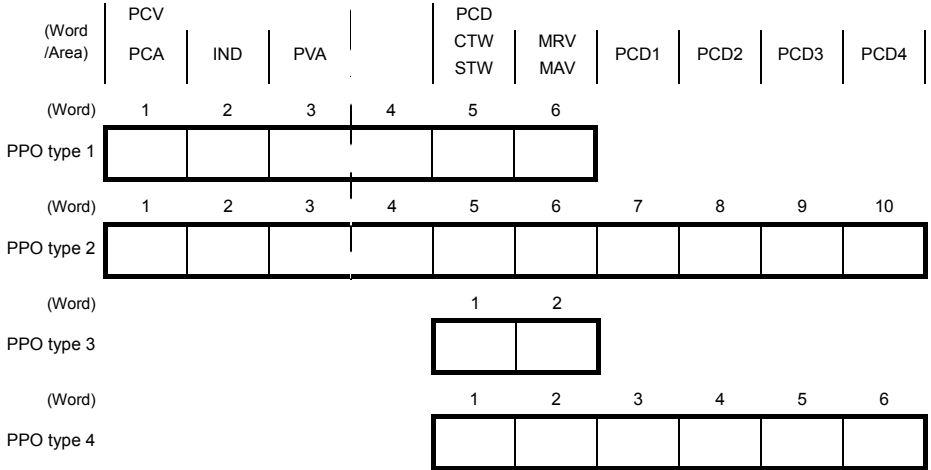 PCV PCD
(Word
/Area)
CTW MRV
PCA IND PVA PCD1 PCD2 PCD3 PCD4
STW MAV
(Word) 1 2 3 4 5 6
PPO type 1
(Word) 1 2 3 4 5 6 7 8 9 10
PPO type 2
(Word) 1 2
PPO type 3
(Word) 1 2 3 4 5 6
PPO type 4